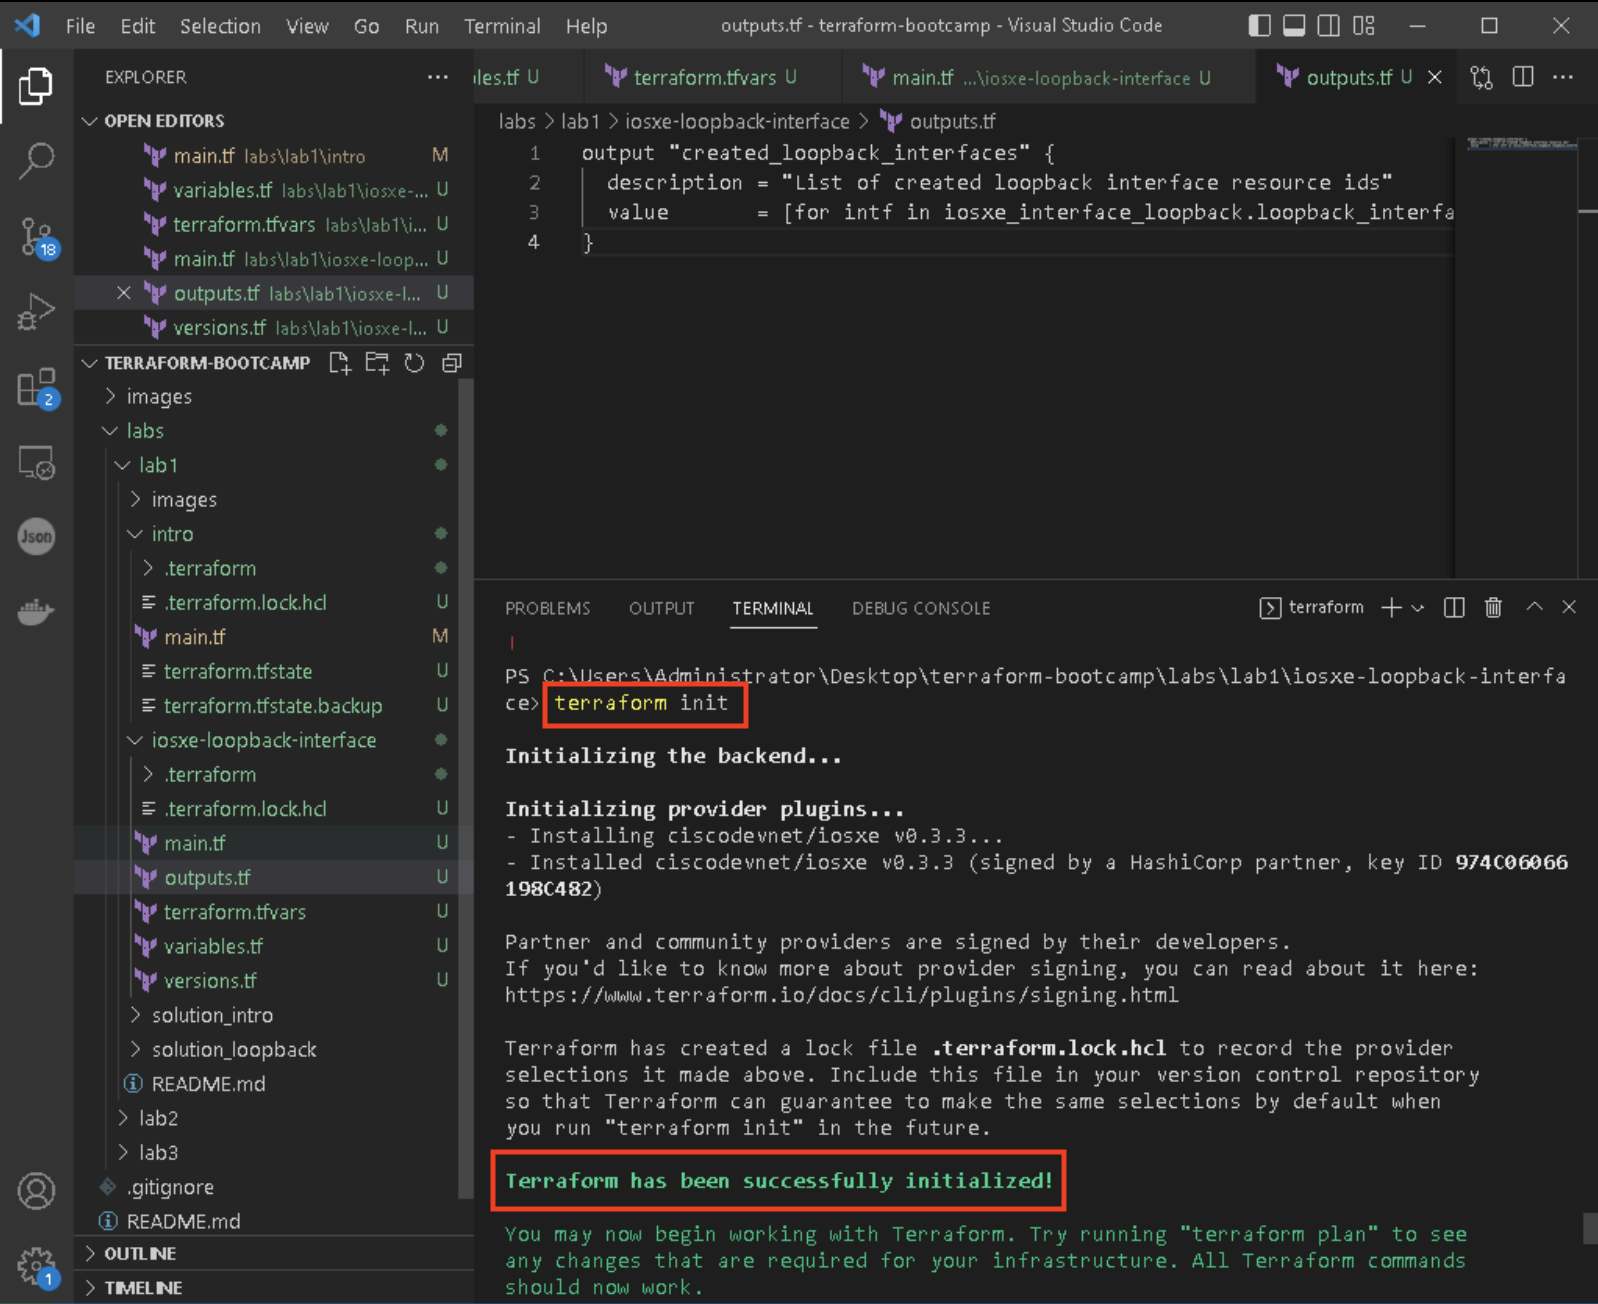 File Edit Selection View Go Run Terminal Help outputs.tf - terraform-bootcamp - Visual Studio Code
EXPLORER
les.tf U terraform.tfvars U main.tf ...\iosxe-loopback-interface U outputs.tf U
OPEN EDITORS
main.tf labs\lab1\intro M
variables.tf labs\lab1\iosxe-... U
terraform.tfvars labs\lab1\i... U
main.tf labs\lab1\iosxe-loop... U
outputs.tf labs\lab1\iosxe-l... U
versions.tf labs\lab1\iosxe-l... U
TERRAFORM-BOOTCAMP
images
labs
lab1
images
intro
.terraform
.terraform.lock.hcl U
main.tf M
terraform.tfstate U
terraform.tfstate.backup U
iosxe-loopback-interface
.terraform
.terraform.lock.hcl U
main.tf U
outputs.tf U
terraform.tfvars U
variables.tf U
versions.tf U
solution_intro
solution_loopback
README.md
lab2
lab3
.gitignore
README.md
OUTLINE
TIMELINE
18
2
Json
1
labs > lab1 > iosxe-loopback-interface > outputs.tf
1 output "created_loopback_interfaces" {
2 description = "List of created loopback interface resource ids"
3 value = [for intf in iosxe_interface_loopback.loopback_interfa
4 }
PROBLEMS OUTPUT TERMINAL DEBUG CONSOLE terraform
PS C:\Users\Administrator\Desktop\terraform-bootcamp\labs\lab1\iosxe-loopback-interfa
ce> terraform init
Initializing the backend...
Initializing provider plugins...
- Installing ciscodevnet/iosxe v0.3.3...
- Installed ciscodevnet/iosxe v0.3.3 (signed by a HashiCorp partner, key ID 974C06066
198C482)
Partner and community providers are signed by their developers.
If you'd like to know more about provider signing, you can read about it here:
https://www.terraform.io/docs/cli/plugins/signing.html
Terraform has created a lock file .terraform.lock.hcl to record the provider
selections it made above. Include this file in your version control repository
so that Terraform can guarantee to make the same selections by default when
you run "terraform init" in the future.
Terraform has been successfully initialized!
You may now begin working with Terraform. Try running "terraform plan" to see
any changes that are required for your infrastructure. All Terraform commands
should now work.